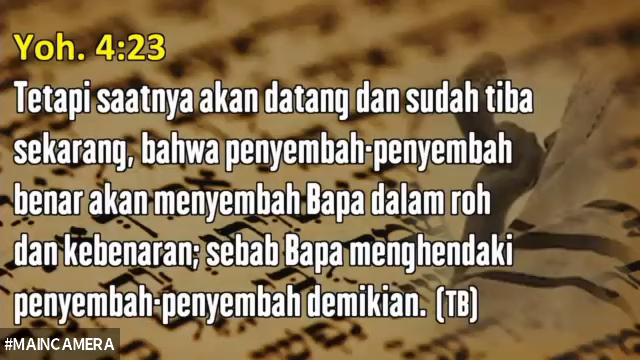 Yoh. 4:23
Tetapi saatnya akan datang dan sudah tiba
sekarang, bahwa penyembah-penyembah
benar akan menyembah Bapa dalam roh
dan kebenaran; sebab Bapa menghendaki
penyembah-penyembah demikian. (TB)
#MAINCAMERA